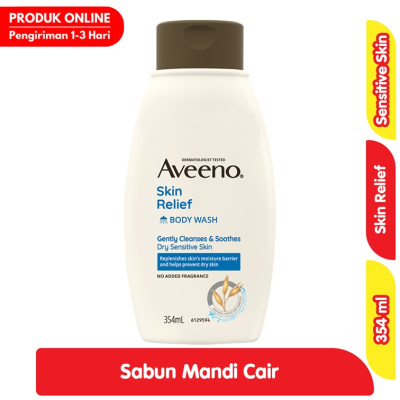 PRODUK ONLINE
Pengiriman 1-3 Hari
DERMATOLOGIST TESTED
Aveeno®
Skin
Relief
BODY WASH
Gently Cleanses & Soothes
Dry Sensitive Skin
Replenishes skin's moisture barrier
and helps prevent dry skin
NO ADDED FRAGRANCE
354mL
6129594
Sensitive Skin
Skin Relief
354 ml
Sabun Mandi Cair